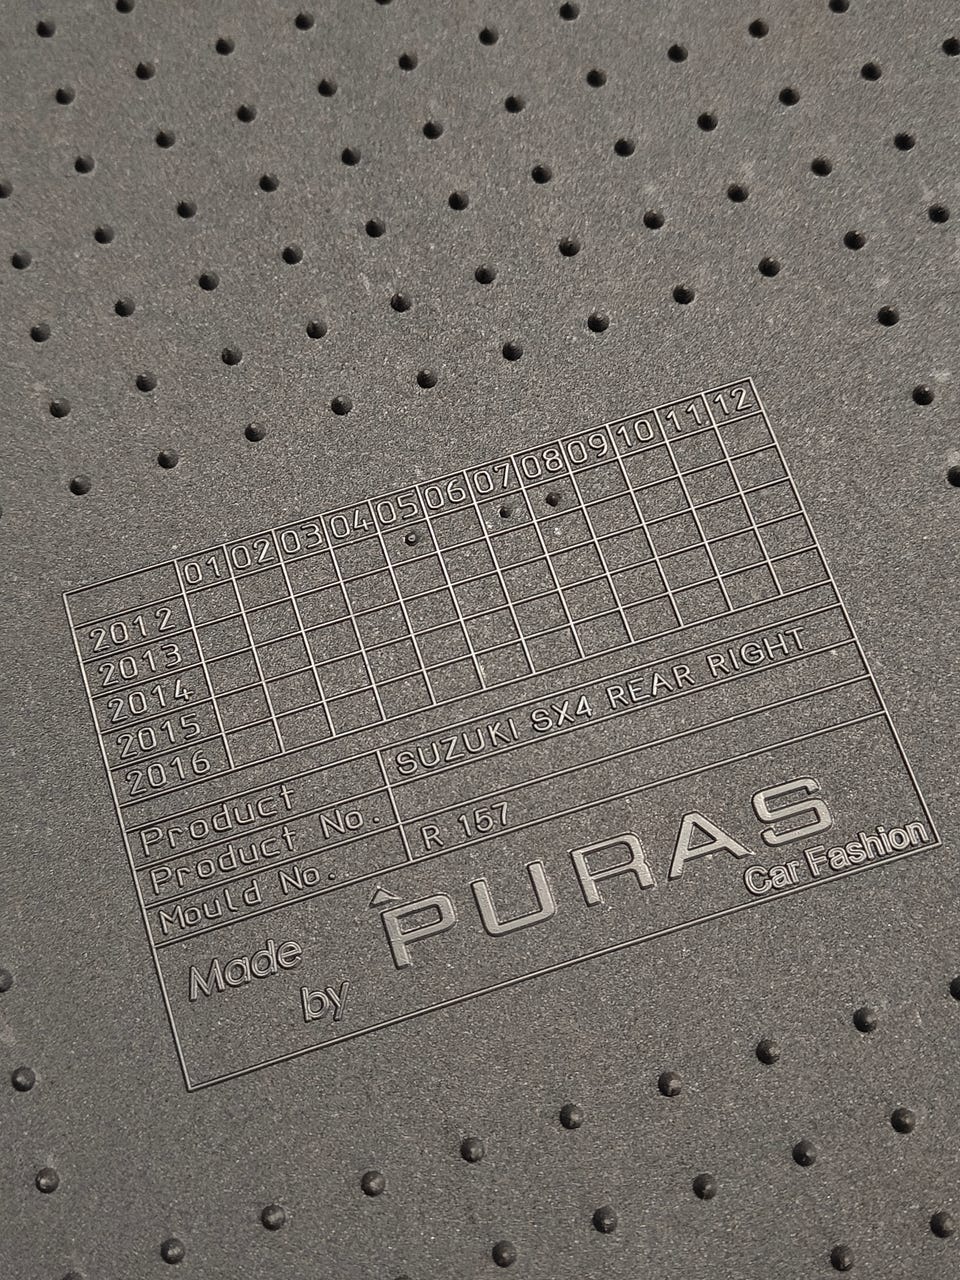 01 02 03 04 05 06 07 08 09 10 11 12
2012
2013
2014
2015
2016
Product SUZUKI SX4 REAR RIGHT
Product No.
Mould No. R 157
Made by PURAS
Car Fashion